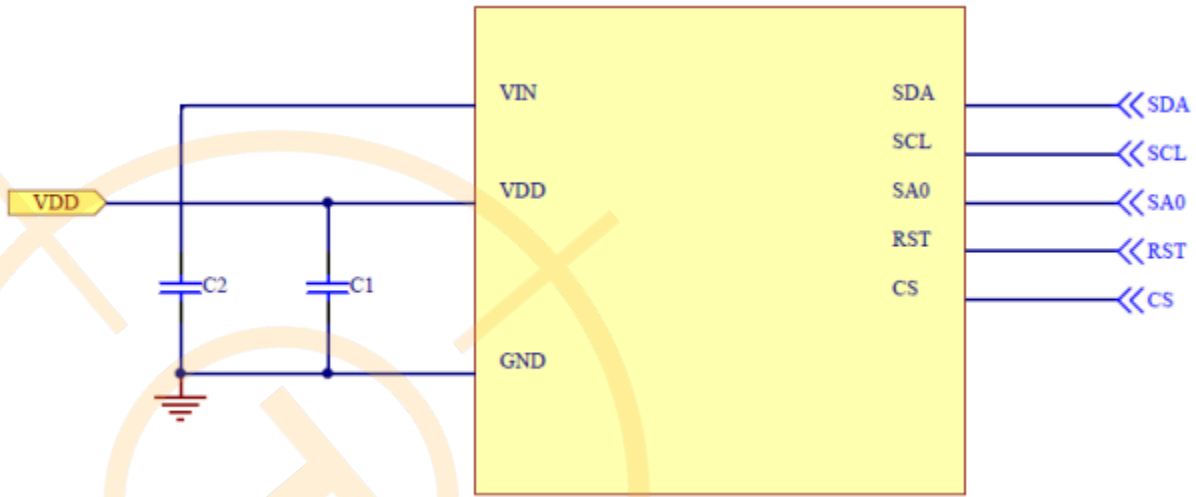 VIN
SDA
SDA
SCL
SCL
VDD
VDD
SA0
SA0
RST
RST
C2
C1
CS
CS
GND